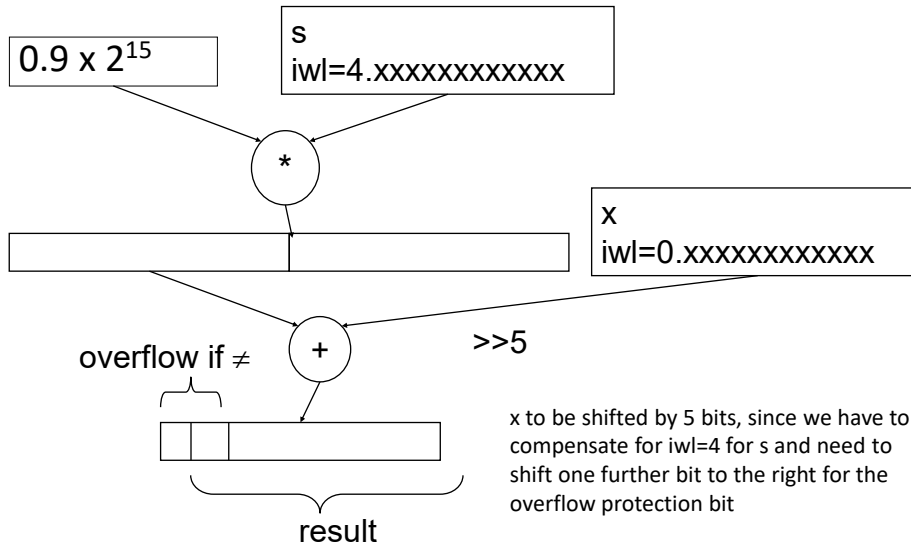 0.9 x 2¹⁵
s
iwl=4.xxxxxxxxxxxx
*
x
iwl=0.xxxxxxxxxxxx
+
>>5
overflow if ≠
x to be shifted by 5 bits, since we have to
compensate for iwl=4 for s and need to
shift one further bit to the right for the
overflow protection bit
result